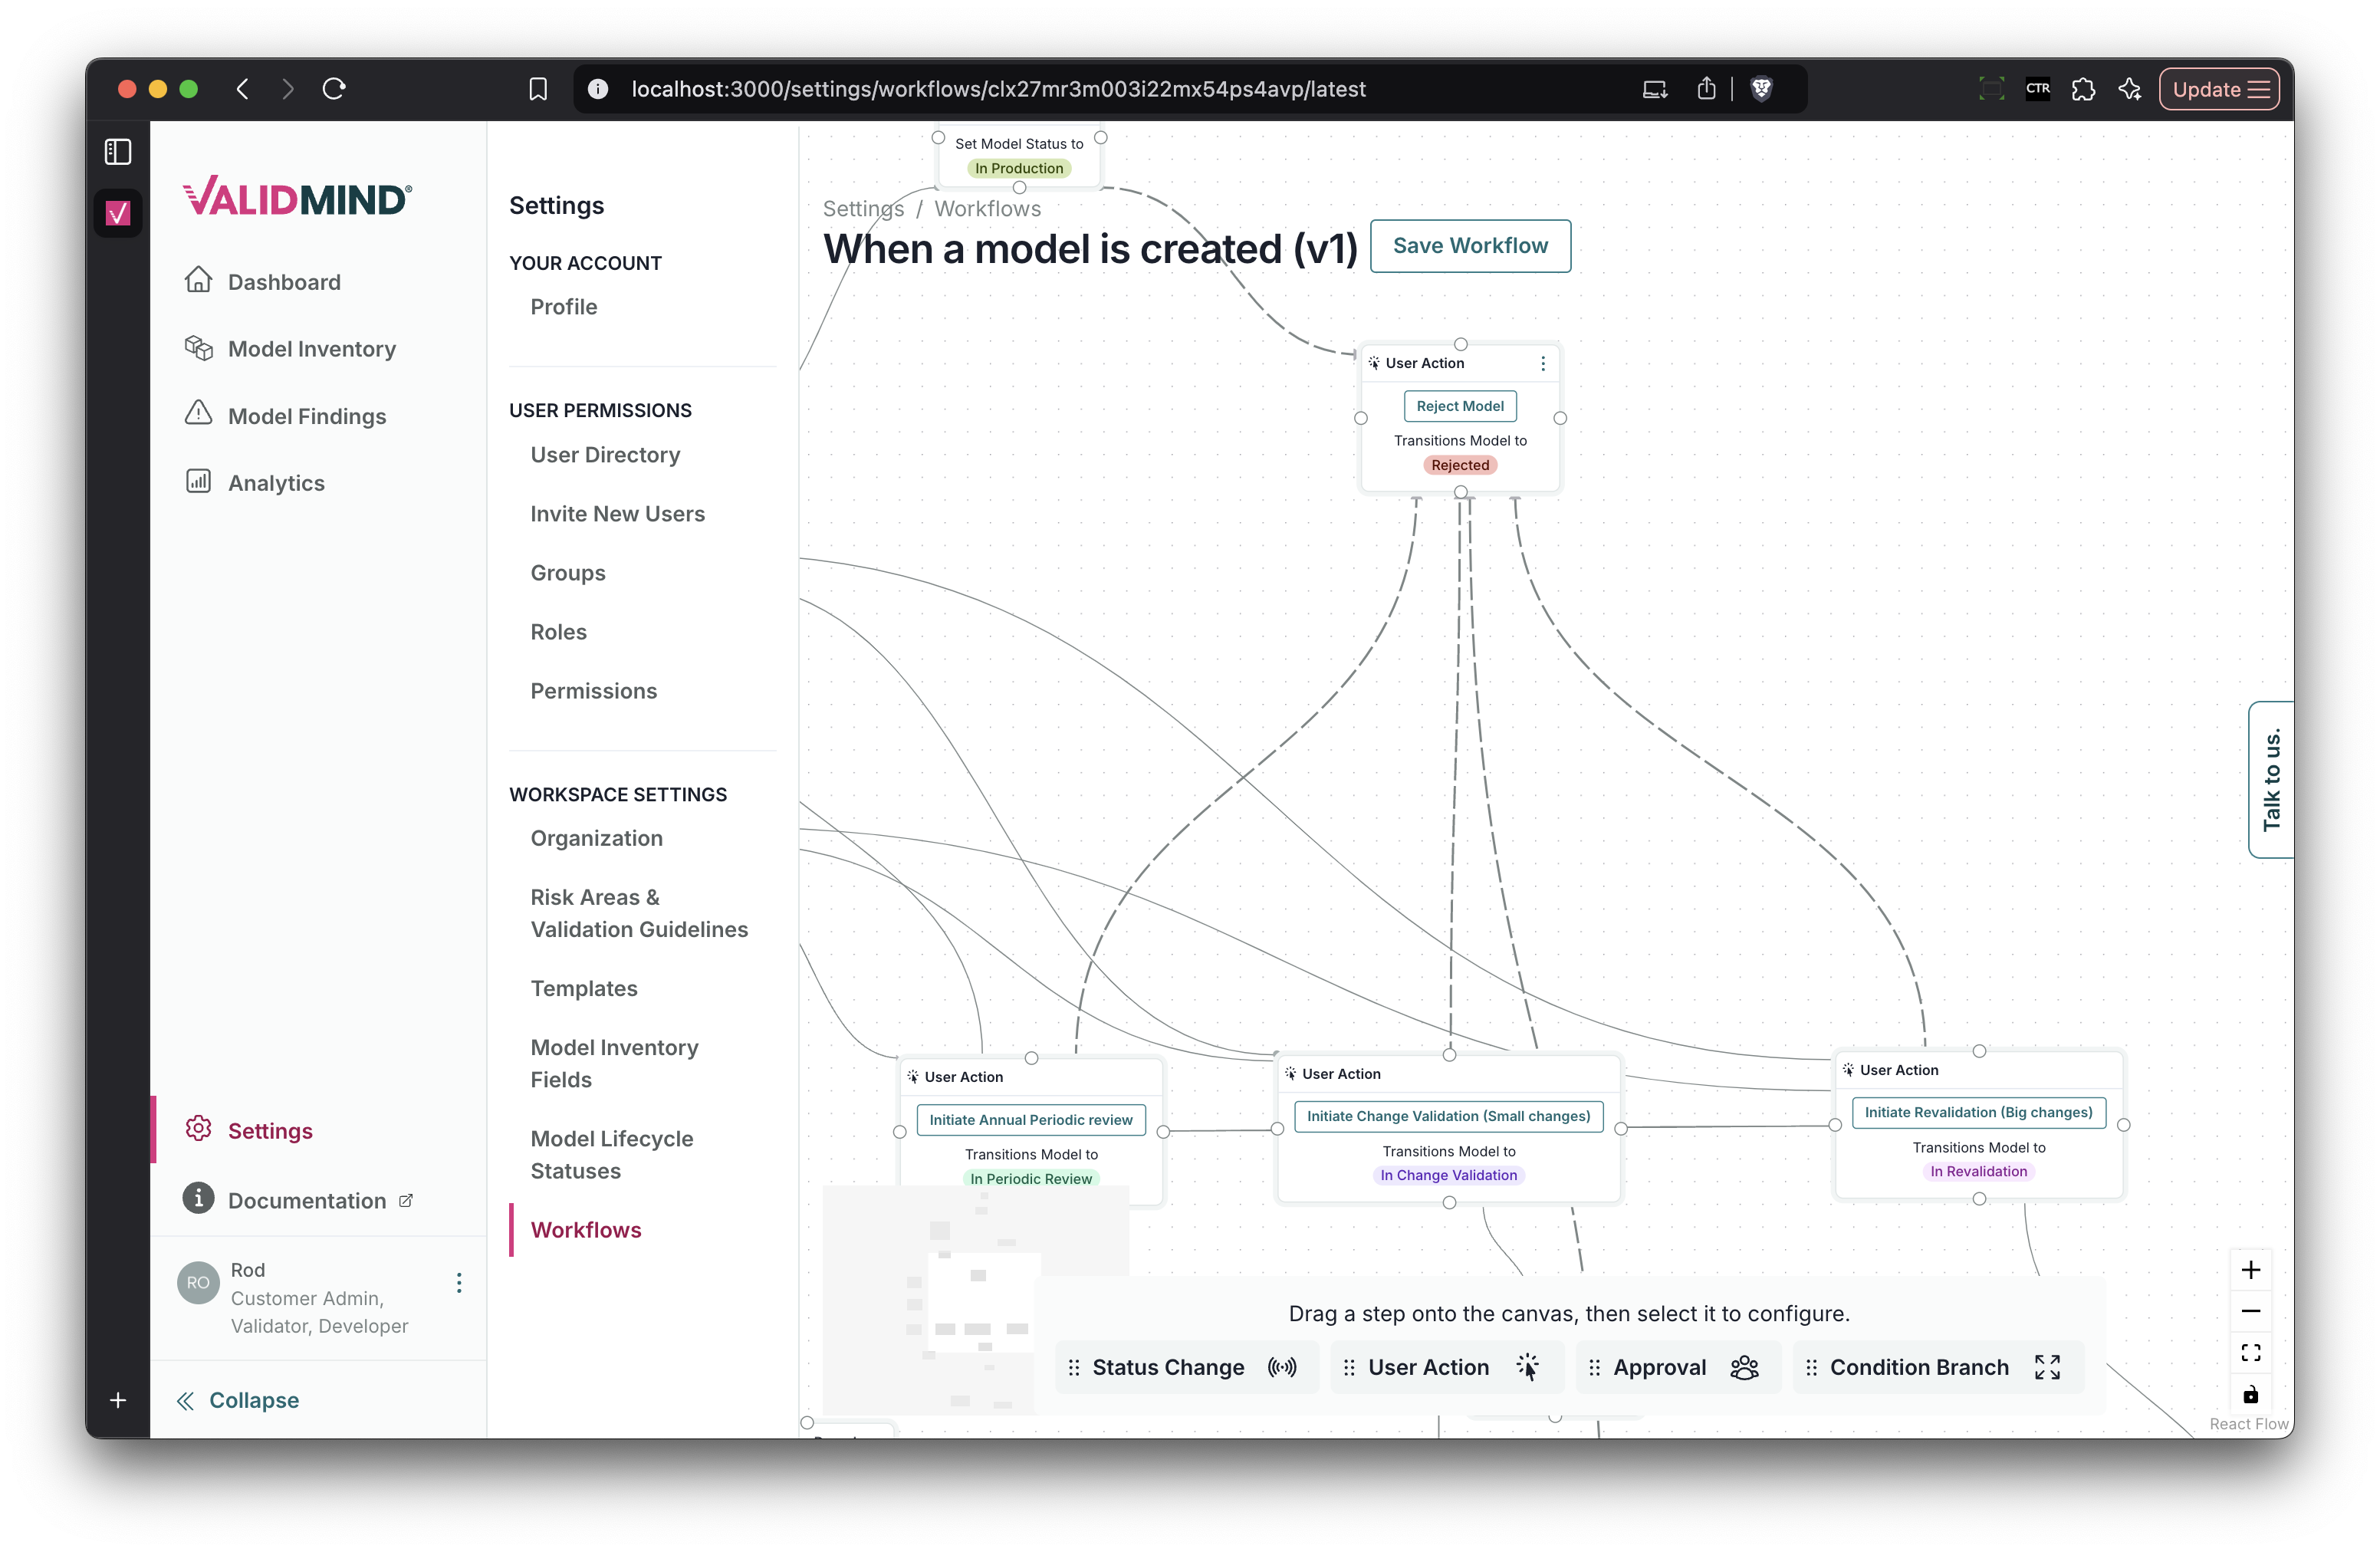 localhost:3000/settings/workflows/clx27mr3m003i22mx54ps4avp/latest
CTR
Update
VALIDMIND®
Dashboard
Model Inventory
Model Findings
Analytics
Settings
Documentation
RO
Rod
Customer Admin,
Validator, Developer
Collapse
Settings
YOUR ACCOUNT
Profile
USER PERMISSIONS
User Directory
Invite New Users
Groups
Roles
Permissions
WORKSPACE SETTINGS
Organization
Risk Areas &
Validation Guidelines
Templates
Model Inventory
Fields
Model Lifecycle
Statuses
Workflows
Set Model Status to
In Production
Settings / Workflows
When a model is created (v1)
Save Workflow
User Action
Reject Model
Transitions Model to
Rejected
Talk to us.
User Action
Initiate Annual Periodic review
Transitions Model to
In Periodic Review
User Action
Initiate Change Validation (Small changes)
Transitions Model to
In Change Validation
User Action
Initiate Revalidation (Big changes)
Transitions Model to
In Revalidation
Drag a step onto the canvas, then select it to configure.
Status Change
User Action
Approval
Condition Branch
React Flow